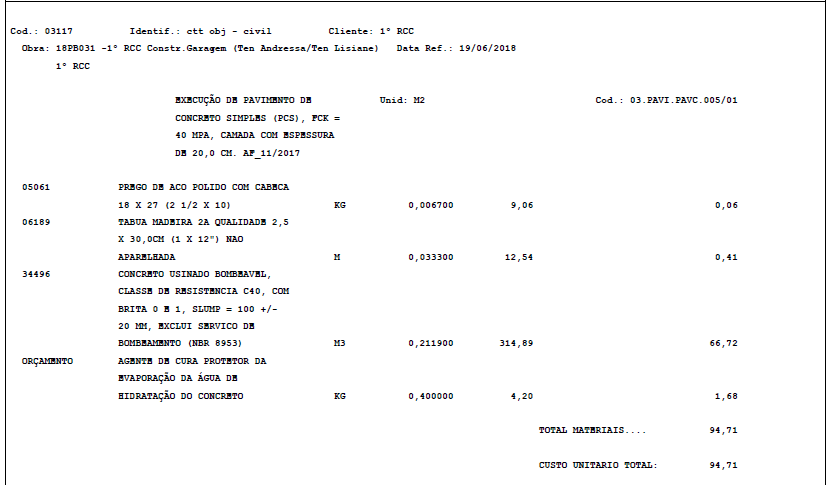 Cod.: 03117 Identif.: ctt obj - civil Cliente: 1° RCC
Obra: 18PB031 -1° RCC Constr.Garagem (Ten Andressa/Ten Lisiane) Data Ref.: 19/06/2018
1° RCC
EXECUÇÃO DE PAVIMENTO DE Unid: M2 Cod.: 03.PAVI.PAVC.005/01
CONCRETO SIMPLES (PCS), FCK =
40 MPA, CAMADA COM ESPESSURA
DE 20,0 CM. AF_11/2017
05061 PREGO DE ACO POLIDO COM CABECA
18 X 27 (2 1/2 X 10) KG 0,006700 9,06 0,06
06189 TABUA MADEIRA 2A QUALIDADE 2,5
X 30,0CM (1 X 12") NAO
APARELHADA M 0,033300 12,54 0,41
34496 CONCRETO USINADO BOMBEAVEL,
CLASSE DE RESISTENCIA C40, COM
BRITA 0 E 1, SLUMP = 100 +/-
20 MM, EXCLUI SERVICO DE
BOMBEAMENTO (NBR 8953) M3 0,211900 314,89 66,72
ORÇAMENTO AGENTE DE CURA PROTETOR DA
EVAPORAÇÃO DA ÁGUA DE
HIDRATAÇÃO DO CONCRETO KG 0,400000 4,20 1,68
TOTAL MATERIAIS.... 94,71
CUSTO UNITARIO TOTAL: 94,71